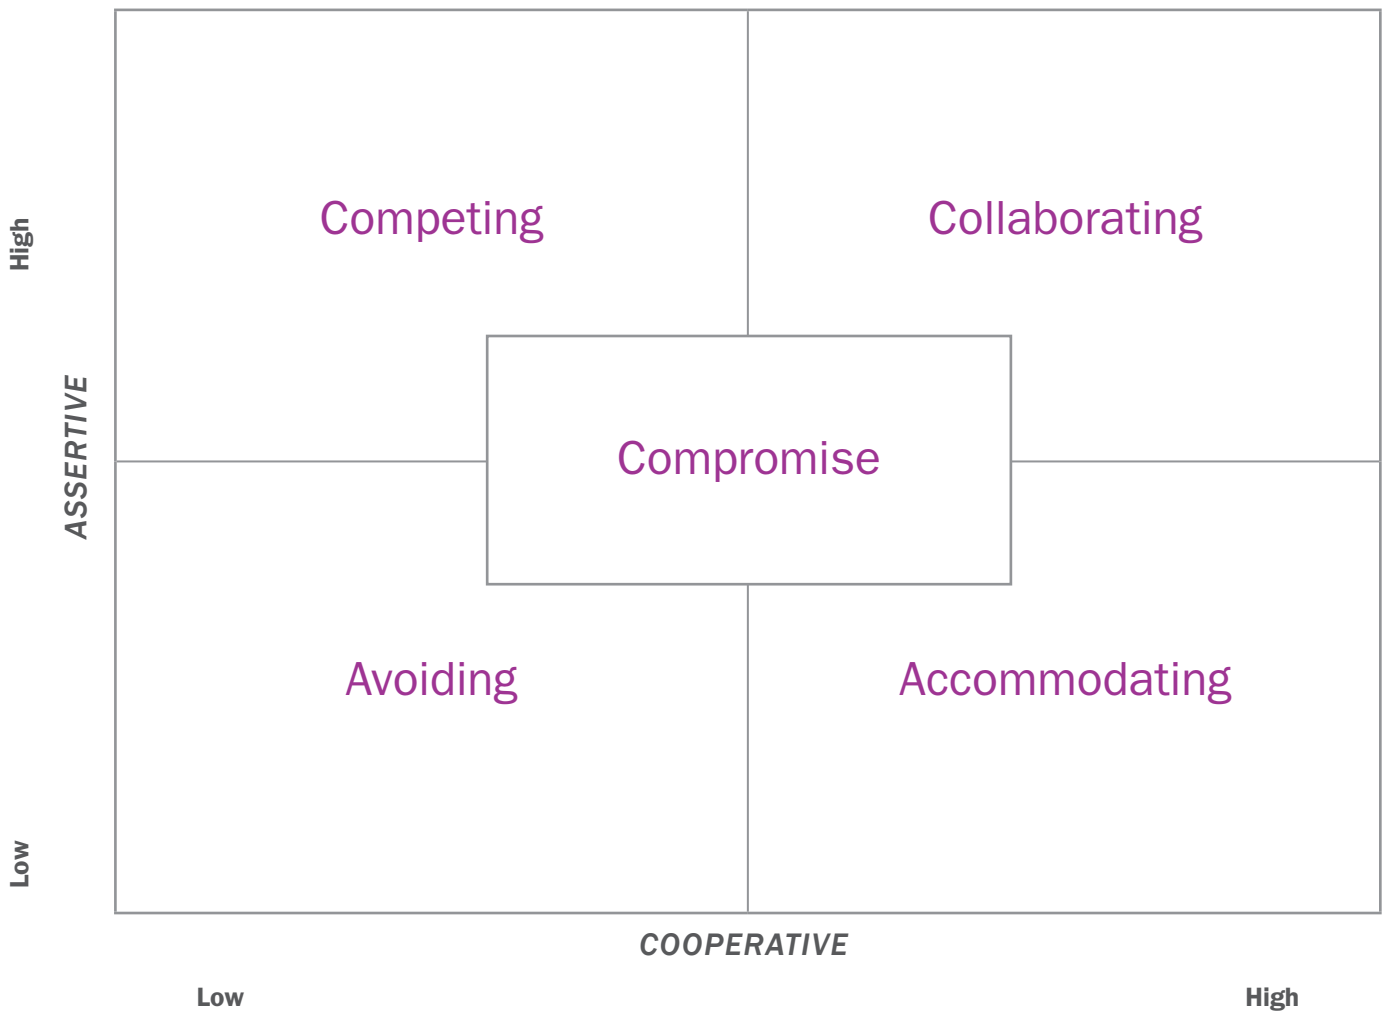 Competing
Collaborating
High
Compromise
ASSERTIVE
Avoiding
Accommodating
Low
COOPERATIVE
Low
High